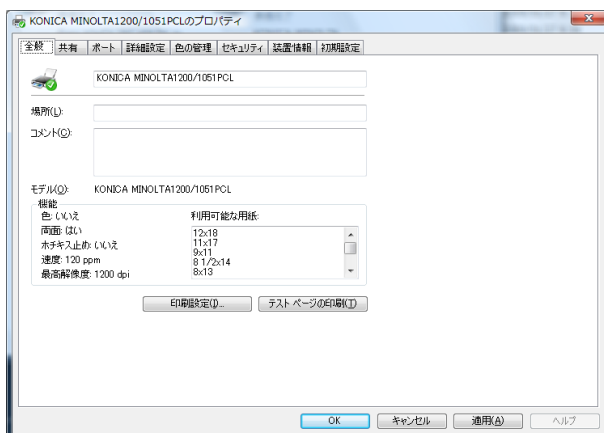 KONICA MINOLTA1200/1051PCLのプロパティ
全般 共有 ポート 詳細設定 色の管理 セキュリティ 装置情報 初期設定
KONICA MINOLTA1200/1051PCL
場所(L):
コメント(C):
モデル(O): KONICA MINOLTA1200/1051PCL
機能
色: いいえ 利用可能な用紙:
両面: はい 12x18
ホチキス止め: いいえ 11x17
速度: 120 ppm 9x11
最高解像度: 1200 dpi 8 1/2x14
8x13
印刷設定(I)... テスト ページの印刷(T)
OK キャンセル 適用(A) ヘルプ